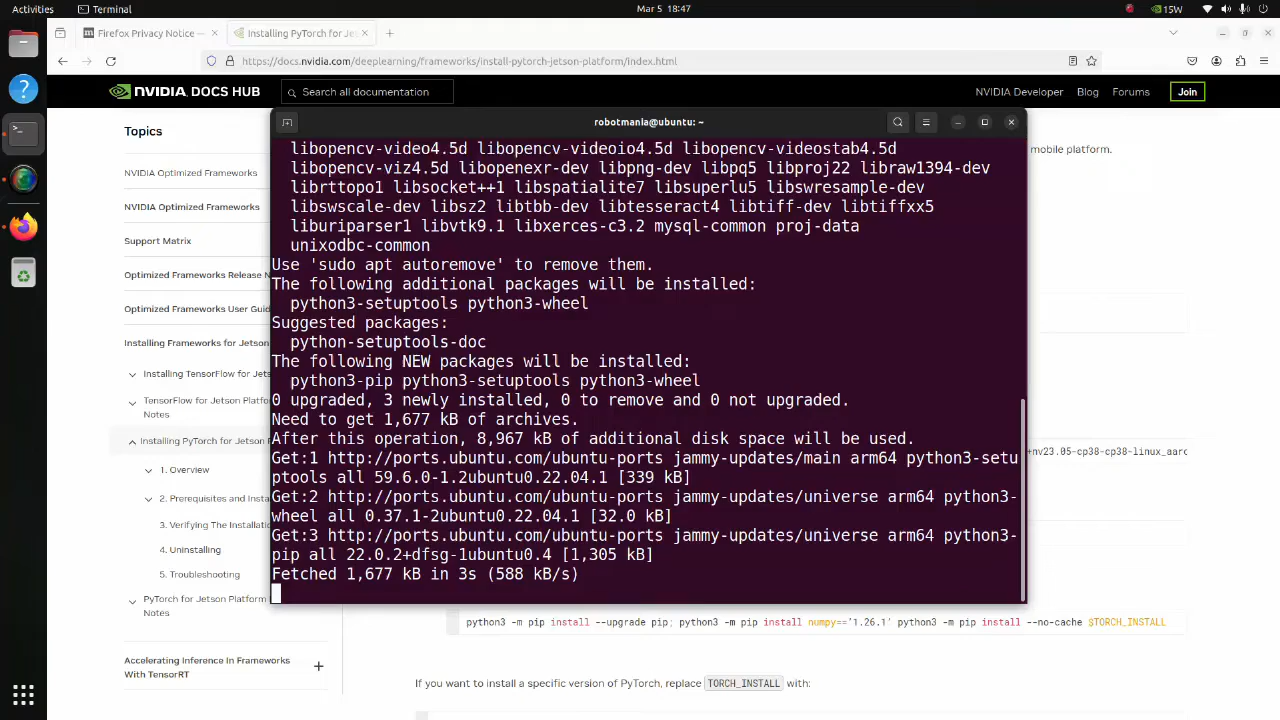 Activities
Terminal
Mar 5 18:47
15W
Firefox Privacy Notice —
Installing PyTorch for Je
https://docs.nvidia.com/deeplearning/frameworks/install-pytorch-jetson-platform/index.html
NVIDIA DOCS HUB
Search all documentation
NVIDIA Developer
Blog
Forums
Join
Topics
NVIDIA Optimized Frameworks
NVIDIA Optimized Frameworks
Support Matrix
Optimized Frameworks Release N
Optimized Frameworks User Guid
Installing Frameworks for Jetson
Installing TensorFlow for Jets
TensorFlow for Jetson Platfor
Notes
Installing PyTorch for Jetson P
1. Overview
2. Prerequisites and Insta
3. Verifying The Installatio
4. Uninstalling
5. Troubleshooting
PyTorch for Jetson Platform
Notes
Accelerating Inference In Frameworks
With TensorRT
robotmania@ubuntu: ~
libopencv-video4.5d libopencv-videoio4.5d libopencv-videostab4.5d
libopencv-viz4.5d libopenexr-dev libpng-dev libpq5 libproj22 libraw1394-dev
librttopo1 libsocket++1 libspatialite7 libsuperlu5 libswresample-dev
libswscale-dev libsz2 libtbb-dev libtesseract4 libtiff-dev libtiffxx5
liburiparser1 libvtk9.1 libxerces-c3.2 mysql-common proj-data
unixodbc-common
Use 'sudo apt autoremove' to remove them.
The following additional packages will be installed:
python3-setuptools python3-wheel
Suggested packages:
python-setuptools-doc
The following NEW packages will be installed:
python3-pip python3-setuptools python3-wheel
0 upgraded, 3 newly installed, 0 to remove and 0 not upgraded.
Need to get 1,677 kB of archives.
After this operation, 8,967 kB of additional disk space will be used.
Get:1 http://ports.ubuntu.com/ubuntu-ports jammy-updates/main arm64 python3-setu
ptools all 59.6.0-1.2ubuntu0.22.04.1 [339 kB]
Get:2 http://ports.ubuntu.com/ubuntu-ports jammy-updates/universe arm64 python3-
wheel all 0.37.1-2ubuntu0.22.04.1 [32.0 kB]
Get:3 http://ports.ubuntu.com/ubuntu-ports jammy-updates/universe arm64 python3-
pip all 22.0.2+dfsg-1ubuntu0.4 [1,305 kB]
Fetched 1,677 kB in 3s (588 kB/s)
mobile platform.
+nv23.05-cp38-cp38-linux_aarc
python3 -m pip install --upgrade pip; python3 -m pip install numpy=='1.26.1' python3 -m pip install --no-cache $TORCH_INSTALL
If you want to install a specific version of PyTorch, replace TORCH_INSTALL with: